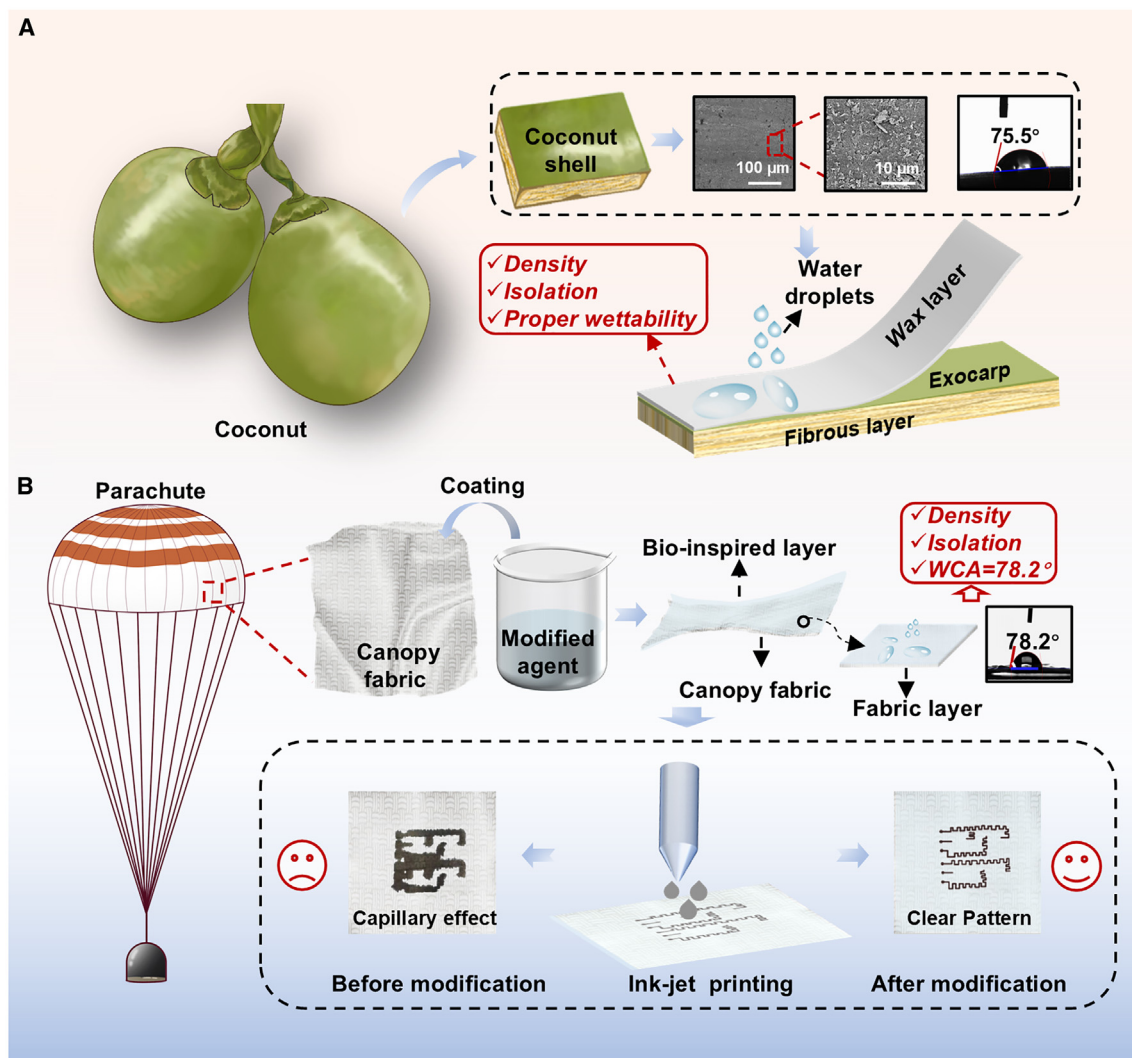 A
Coconut
shell
100 μm
10 μm
75.5°
✓Density
✓Isolation
✓Proper wettability
Water
droplets
Wax layer
Exocarp
Fibrous layer
Coconut
B
Parachute
Coating
Canopy
fabric
Modified
agent
Bio-inspired layer
Canopy fabric
✓Density
✓Isolation
✓WCA=78.2°
78.2°
Fabric layer
Capillary effect
Clear Pattern
Before modification
Ink-jet printing
After modification